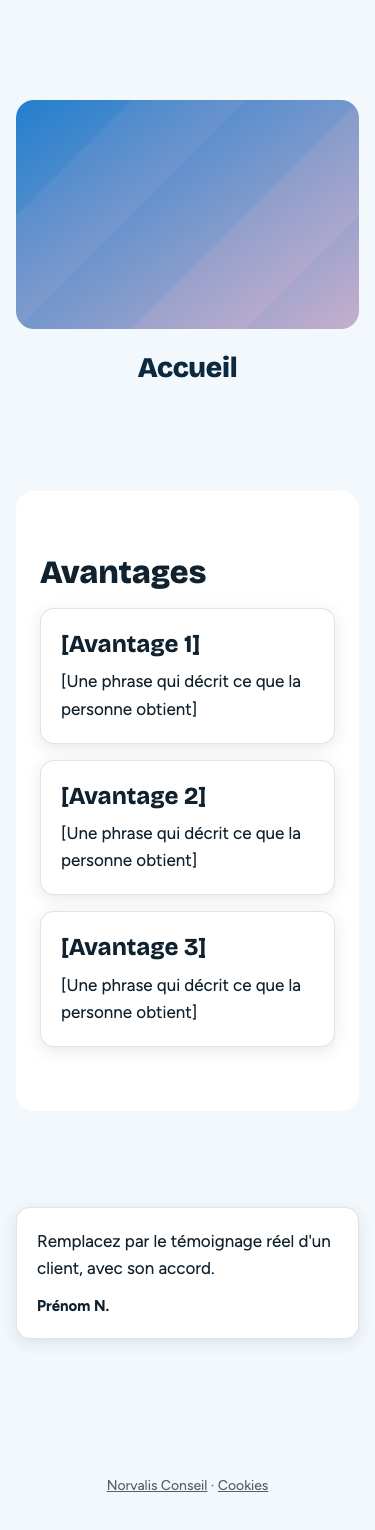 Accueil
Avantages
[Avantage 1]
[Une phrase qui décrit ce que la
personne obtient]
[Avantage 2]
[Une phrase qui décrit ce que la
personne obtient]
[Avantage 3]
[Une phrase qui décrit ce que la
personne obtient]
Remplacez par le témoignage réel d'un
client, avec son accord.
Prénom N.
Norvalis Conseil · Cookies